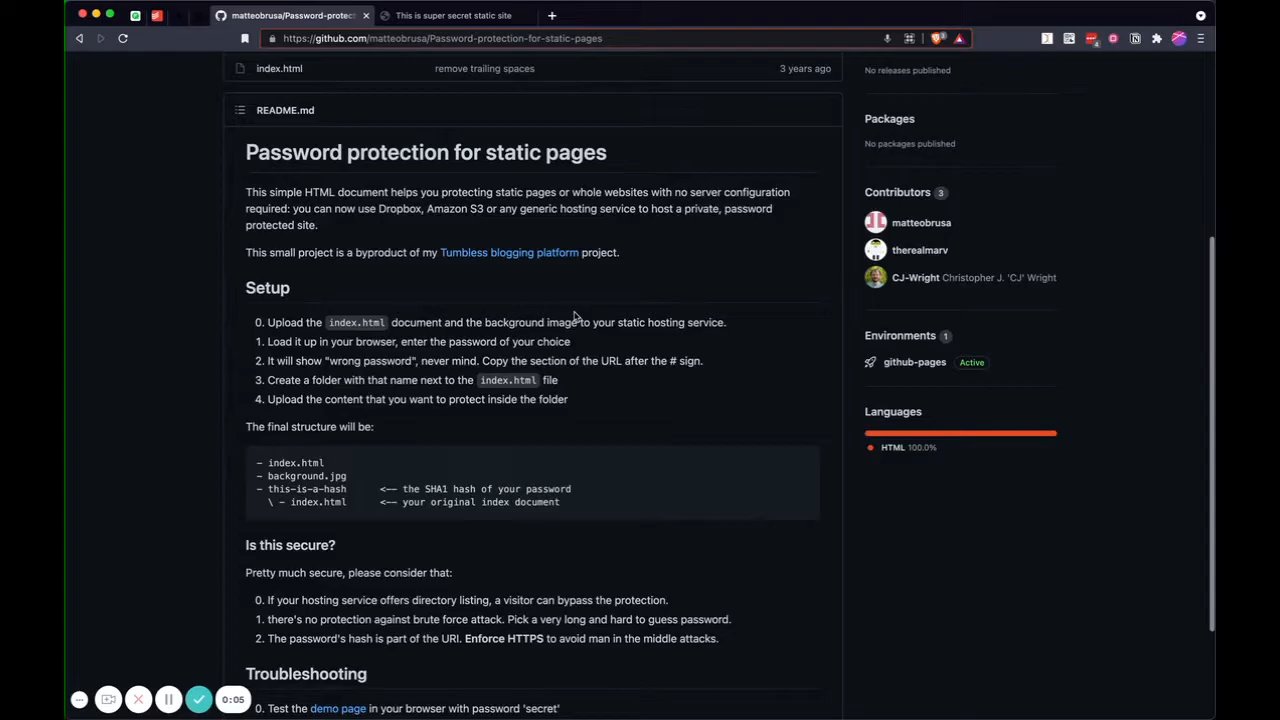 matteobrusa/Password-protect
This is super secret static site
https://github.com/matteobrusa/Password-protection-for-static-pages
index.html remove trailing spaces 3 years ago
README.md
Password protection for static pages
This simple HTML document helps you protecting static pages or whole websites with no server configuration
required: you can now use Dropbox, Amazon S3 or any generic hosting service to host a private, password
protected site.
This small project is a byproduct of my Tumbless blogging platform project.
Setup
0. Upload the index.html document and the background image to your static hosting service.
1. Load it up in your browser, enter the password of your choice
2. It will show "wrong password", never mind. Copy the section of the URL after the # sign.
3. Create a folder with that name next to the index.html file
4. Upload the content that you want to protect inside the folder
The final structure will be:
- index.html
- background.jpg
- this-is-a-hash <-- the SHA1 hash of your password
\ - index.html <-- your original index document
Is this secure?
Pretty much secure, please consider that:
0. If your hosting service offers directory listing, a visitor can bypass the protection.
1. there's no protection against brute force attack. Pick a very long and hard to guess password.
2. The password's hash is part of the URI. Enforce HTTPS to avoid man in the middle attacks.
Troubleshooting
0. Test the demo page in your browser with password 'secret'
No releases published
Packages
No packages published
Contributors 3
matteobrusa
therealmarv
CJ-Wright Christopher J. 'CJ' Wright
Environments 1
github-pages Active
Languages
HTML 100.0%
0:05